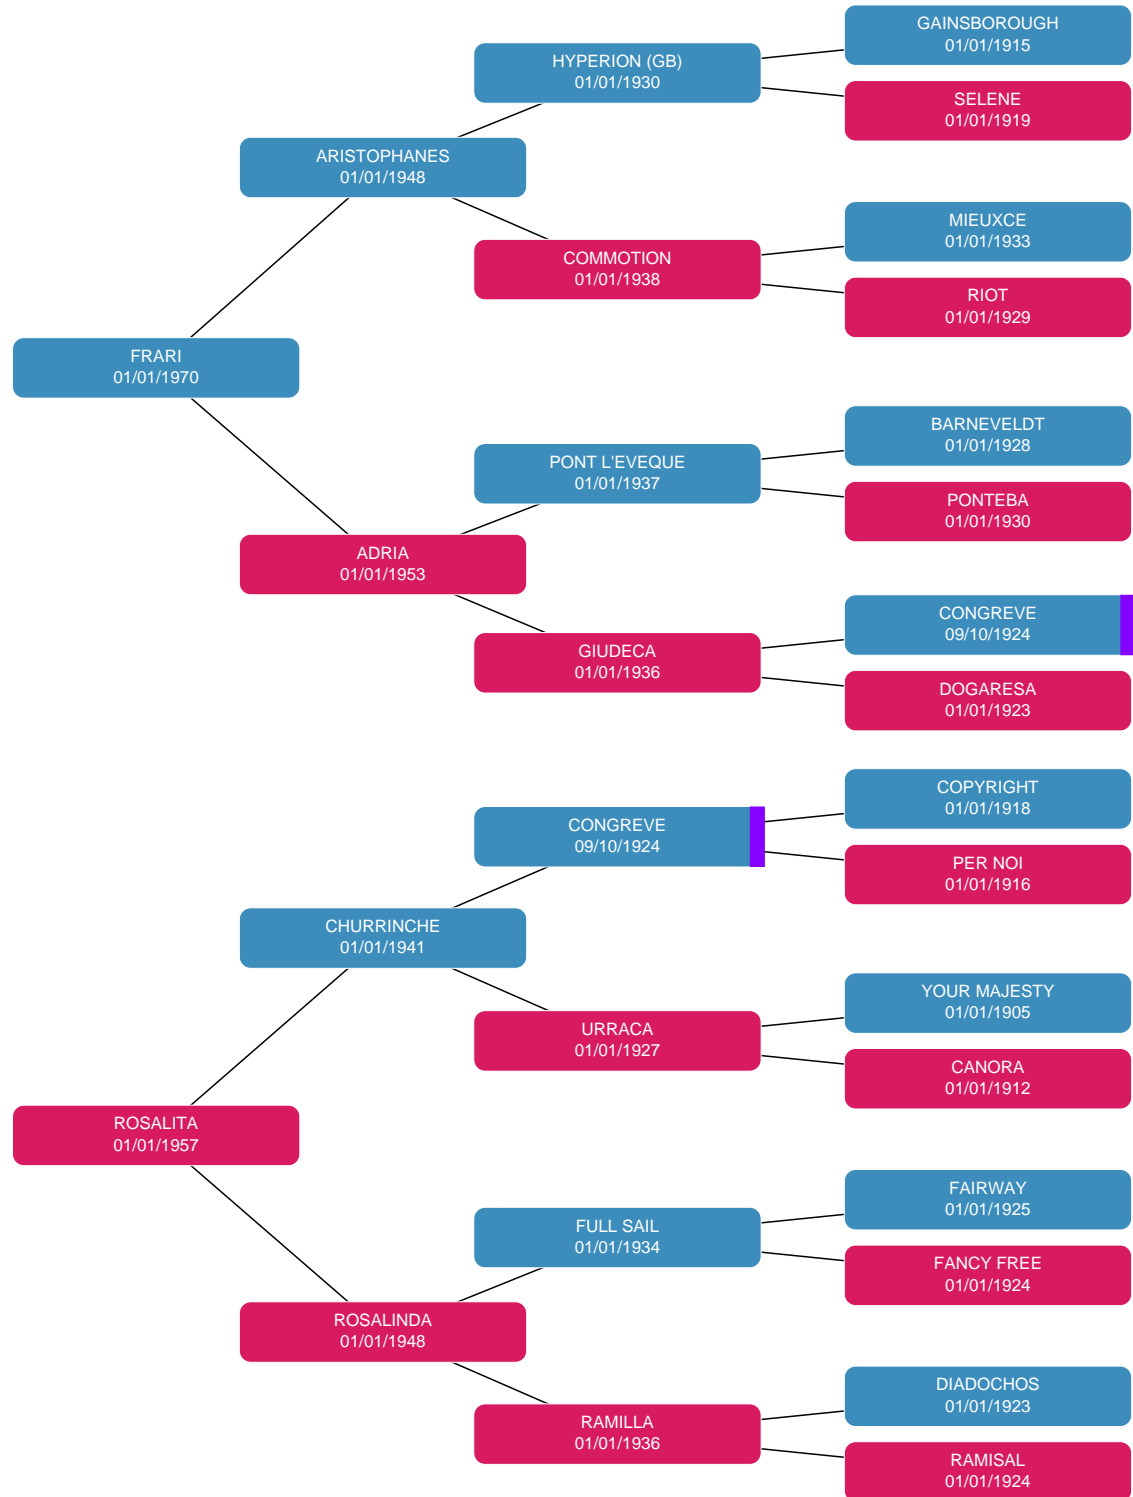 GAINSBOROUGH
01/01/1915
HYPERION (GB)
01/01/1930
SELENE
01/01/1919
ARISTOPHANES
01/01/1948
MIEUXCE
01/01/1933
COMMOTION
01/01/1938
RIOT
01/01/1929
FRARI
01/01/1970
BARNEVELDT
01/01/1928
PONT L'EVEQUE
01/01/1937
PONTEBA
01/01/1930
ADRIA
01/01/1953
CONGREVE
09/10/1924
GIUDECA
01/01/1936
DOGARESA
01/01/1923
COPYRIGHT
01/01/1918
CONGREVE
09/10/1924
PER NOI
01/01/1916
CHURRINCHE
01/01/1941
YOUR MAJESTY
01/01/1905
URRACA
01/01/1927
CANORA
01/01/1912
ROSALITA
01/01/1957
FAIRWAY
01/01/1925
FULL SAIL
01/01/1934
FANCY FREE
01/01/1924
ROSALINDA
01/01/1948
DIADOCHOS
01/01/1923
RAMILLA
01/01/1936
RAMISAL
01/01/1924